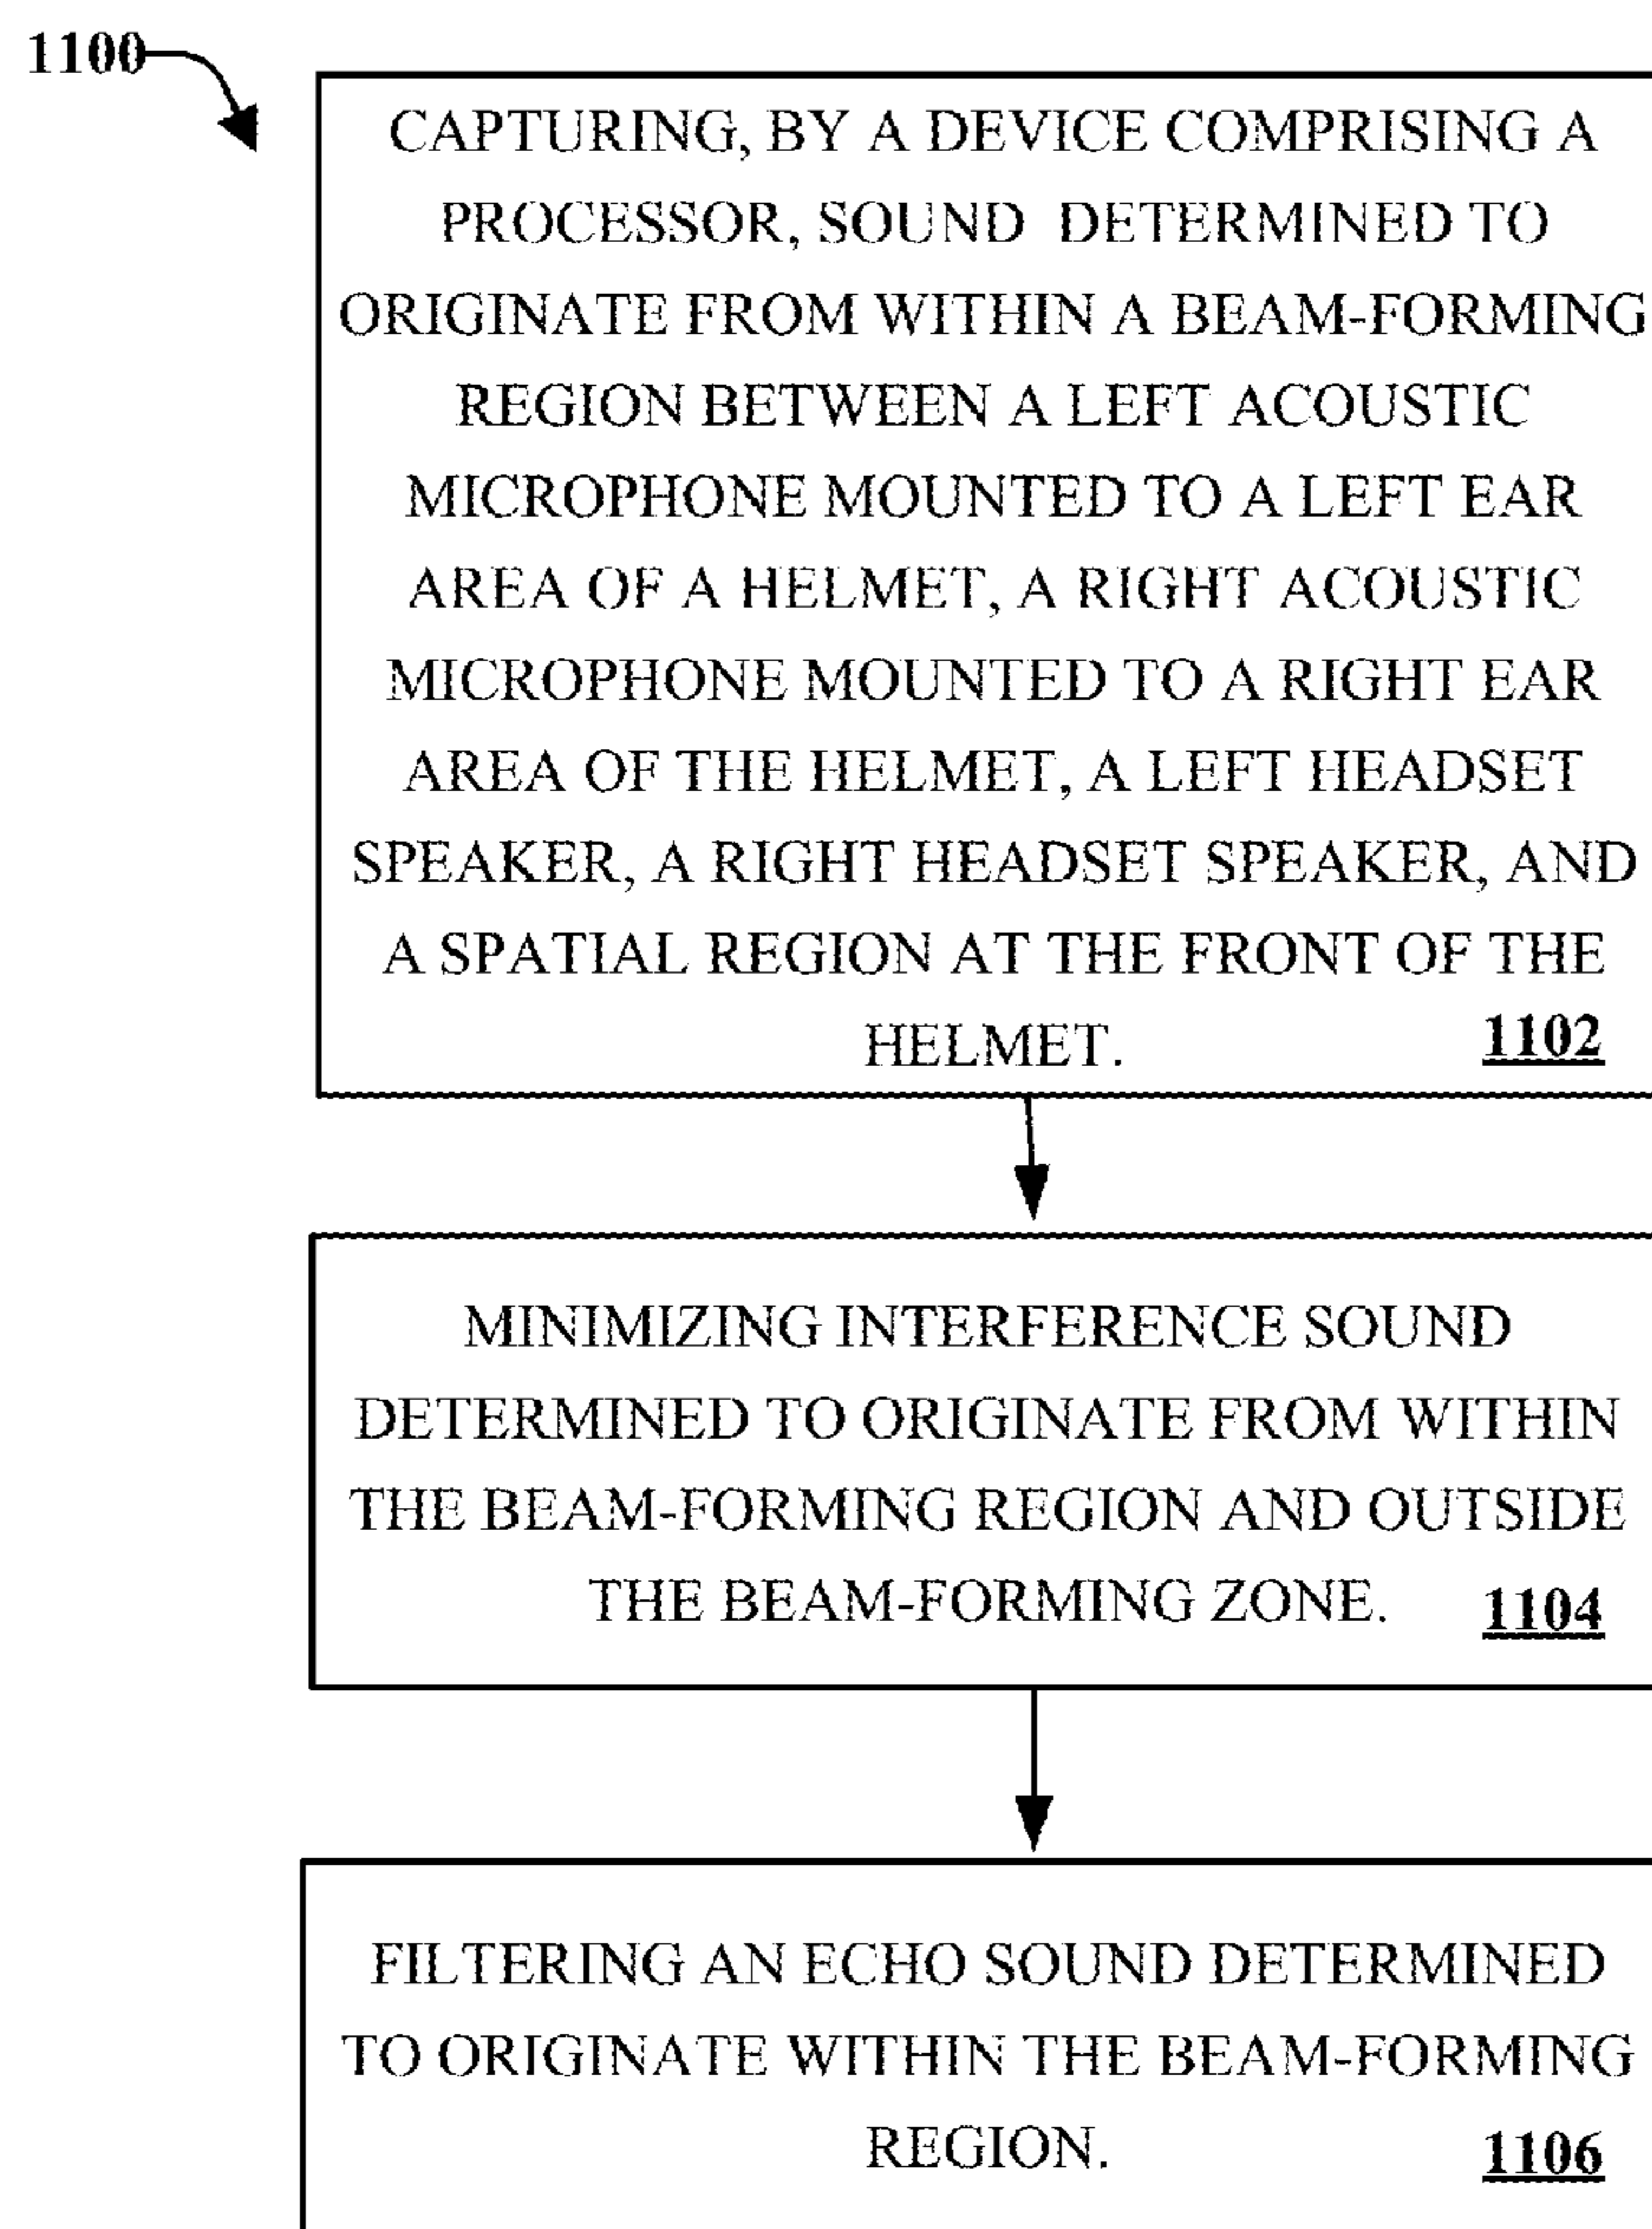 1100
CAPTURING, BY A DEVICE COMPRISING A
PROCESSOR, SOUND DETERMINED TO
ORIGINATE FROM WITHIN A BEAM-FORMING
REGION BETWEEN A LEFT ACOUSTIC
MICROPHONE MOUNTED TO A LEFT EAR
AREA OF A HELMET, A RIGHT ACOUSTIC
MICROPHONE MOUNTED TO A RIGHT EAR
AREA OF THE HELMET, A LEFT HEADSET
SPEAKER, A RIGHT HEADSET SPEAKER, AND
A SPATIAL REGION AT THE FRONT OF THE
HELMET. 1102
MINIMIZING INTERFERENCE SOUND
DETERMINED TO ORIGINATE FROM WITHIN
THE BEAM-FORMING REGION AND OUTSIDE
THE BEAM-FORMING ZONE. 1104
FILTERING AN ECHO SOUND DETERMINED
TO ORIGINATE WITHIN THE BEAM-FORMING
REGION. 1106